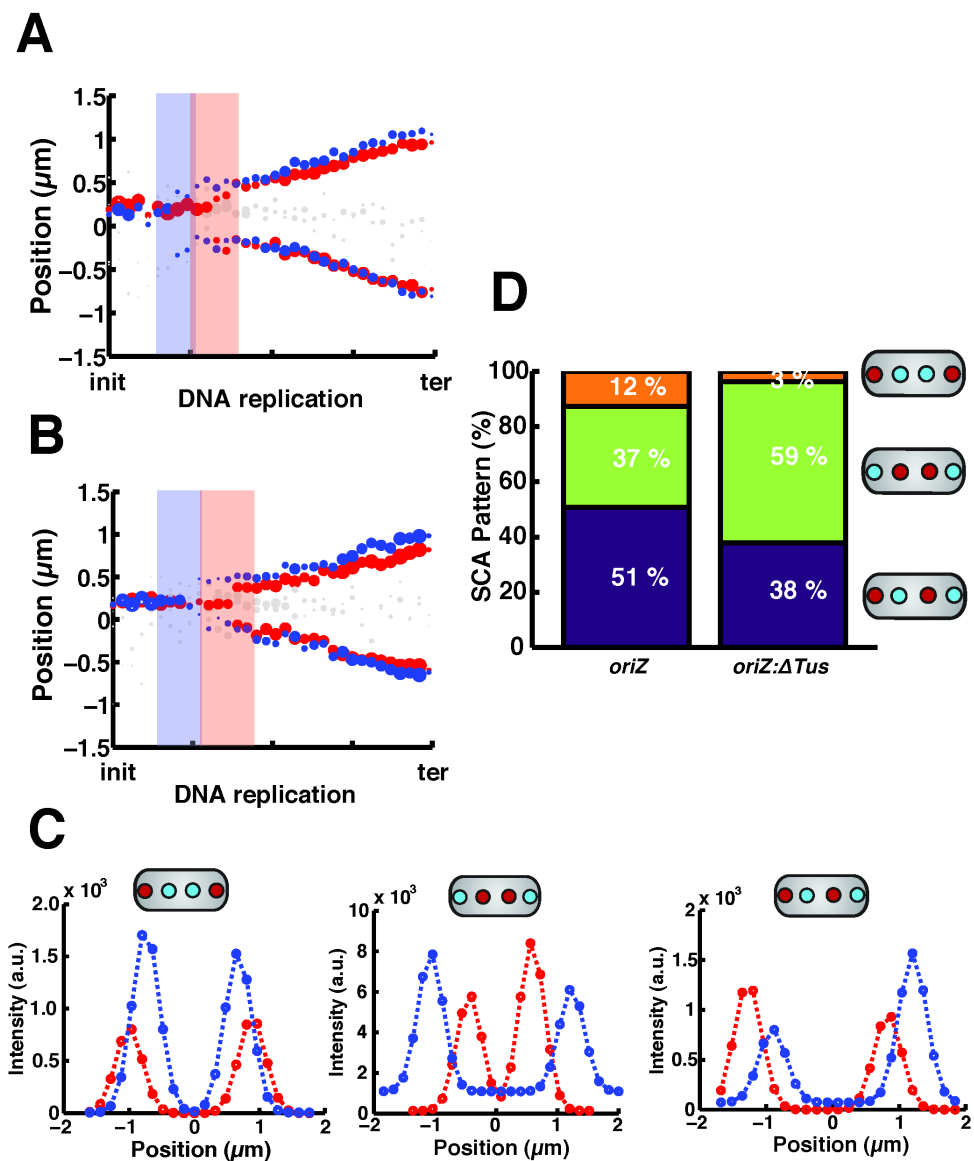 A
1.5
1
0.5
0
−0.5
−1
−1.5
Position (µm)
init
ter
DNA replication
B
1.5
1
0.5
0
−0.5
−1
−1.5
Position (µm)
init
ter
DNA replication
D
100
80
60
40
20
0
SCA Pattern (%)
12 %
37 %
51 %
3 %
59 %
38 %
oriZ
oriZ:ΔTus
C
x 10³
2.0
1.5
1.0
0.5
0
Intensity (a.u.)
−2
−1
0
1
2
Position (µm)
x 10³
10
8
6
4
2
0
Intensity (a.u.)
−2
−1
0
1
2
Position (µm)
x 10³
2
1.5
1
0.5
0
Intensity (a.u.)
−2
−1
0
1
2
Position (µm)